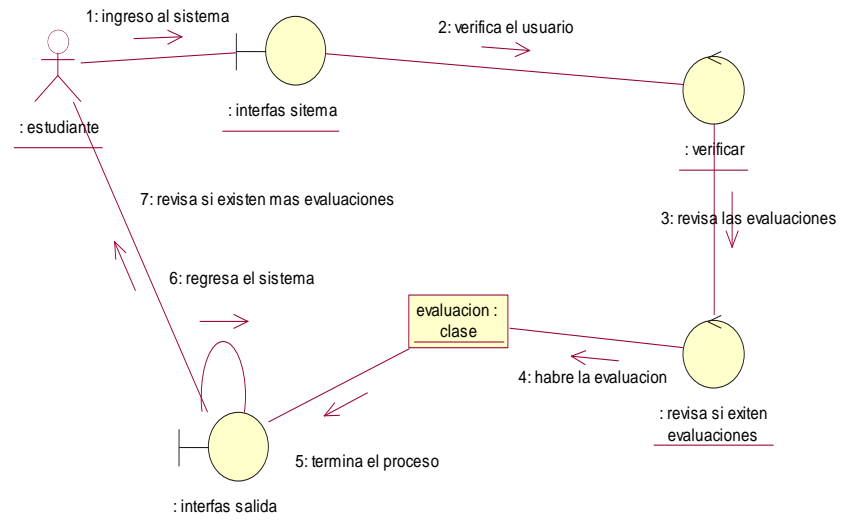 1: ingreso al sistema
2: verifica el usuario
: interfas sitema
: estudiante
: verificar
7: revisa si existen mas evaluaciones
3: revisa las evaluaciones
6: regresa el sistema
evaluacion :
clase
4: habre la evaluacion
: revisa si exiten
evaluaciones
5: termina el proceso
: interfas salida